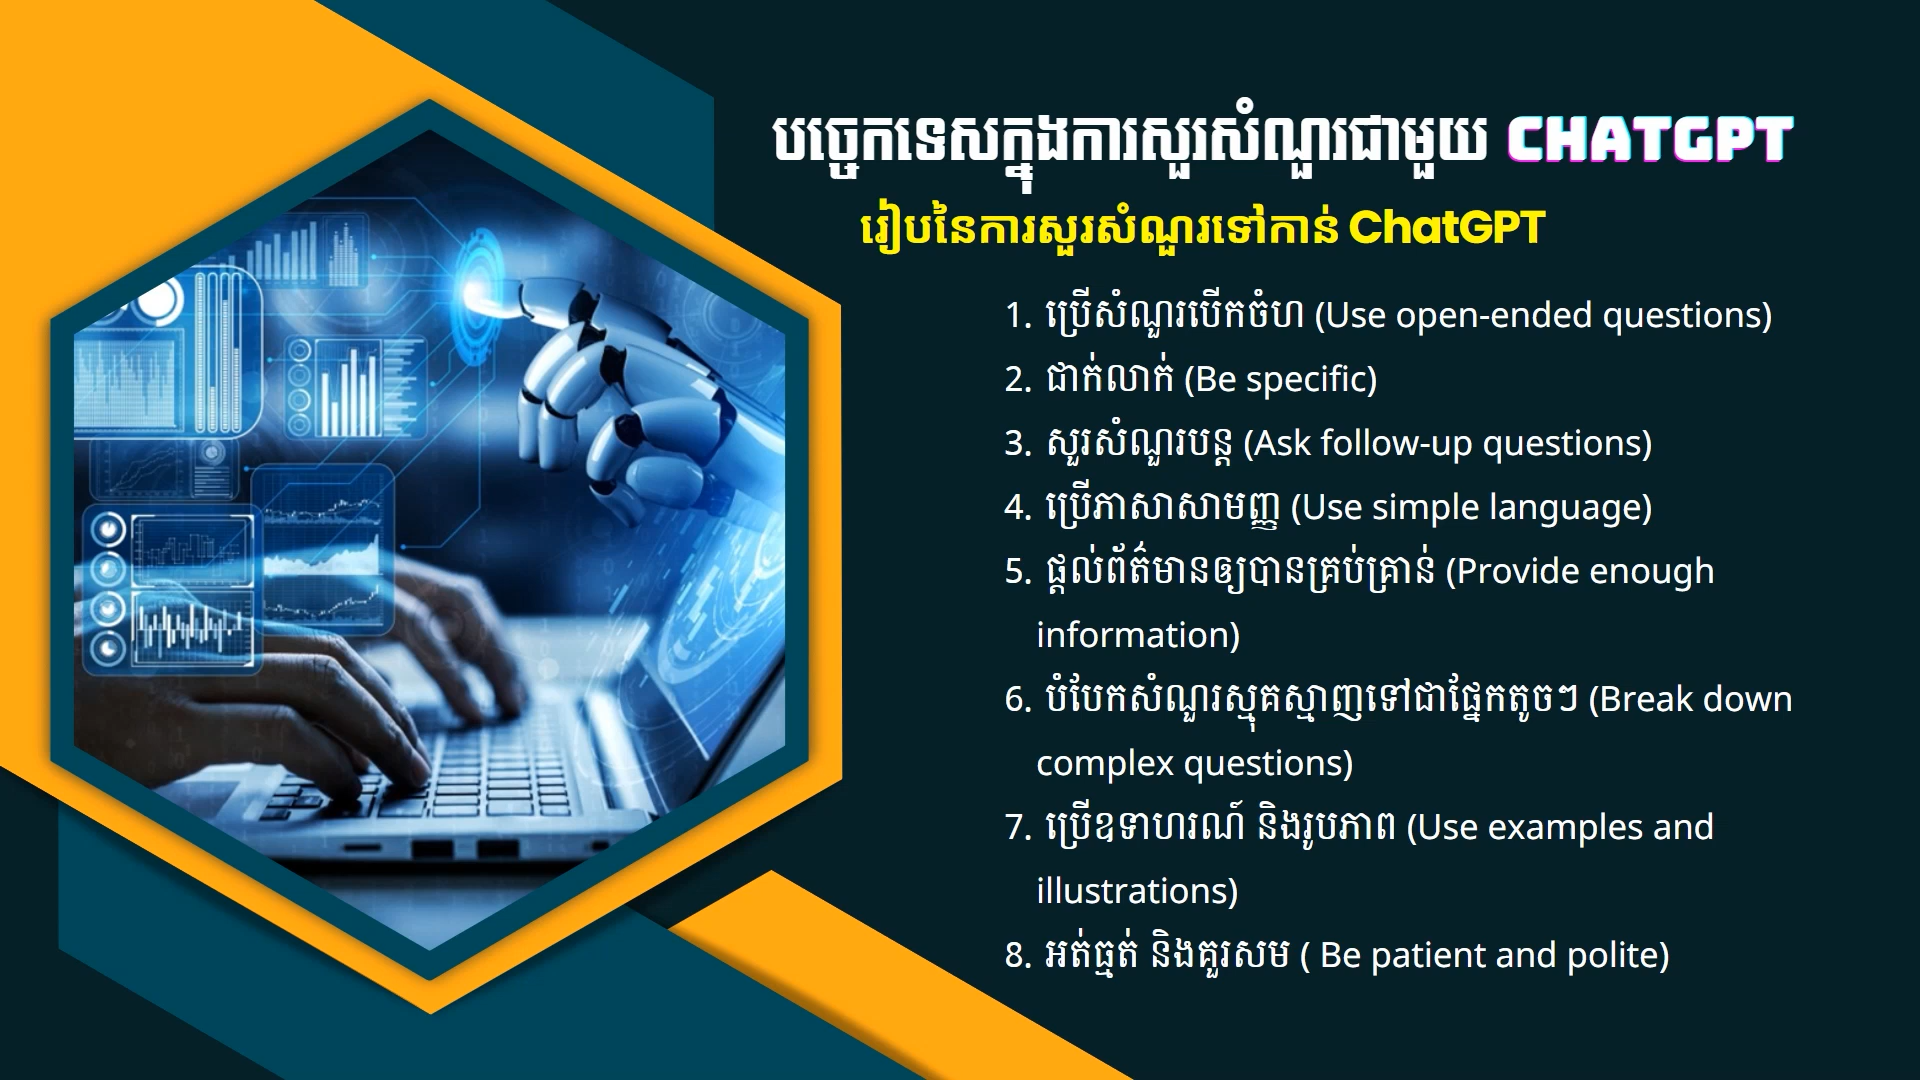 បច្ចេកទេសក្នុងការសួរសំណួរជាមួយ CHATGPT
រៀបនៃការសួរសំណួរទៅកាន់ ChatGPT
1. ប្រើសំណួរបើកចំហ (Use open-ended questions)
2. ជាក់លាក់ (Be specific)
3. សួរសំណួរបន្ត (Ask follow-up questions)
4. ប្រើភាសាសាមញ្ញ (Use simple language)
5. ផ្តល់ព័ត៌មានឲ្យបានគ្រប់គ្រាន់ (Provide enough
information)
6. បំបែកសំណួរស្មុគស្មាញទៅជាផ្នែកតូចៗ (Break down
complex questions)
7. ប្រើឧទាហរណ៍ និងរូបភាព (Use examples and
illustrations)
8. អត់ធ្មត់ និងគួរសម ( Be patient and polite)